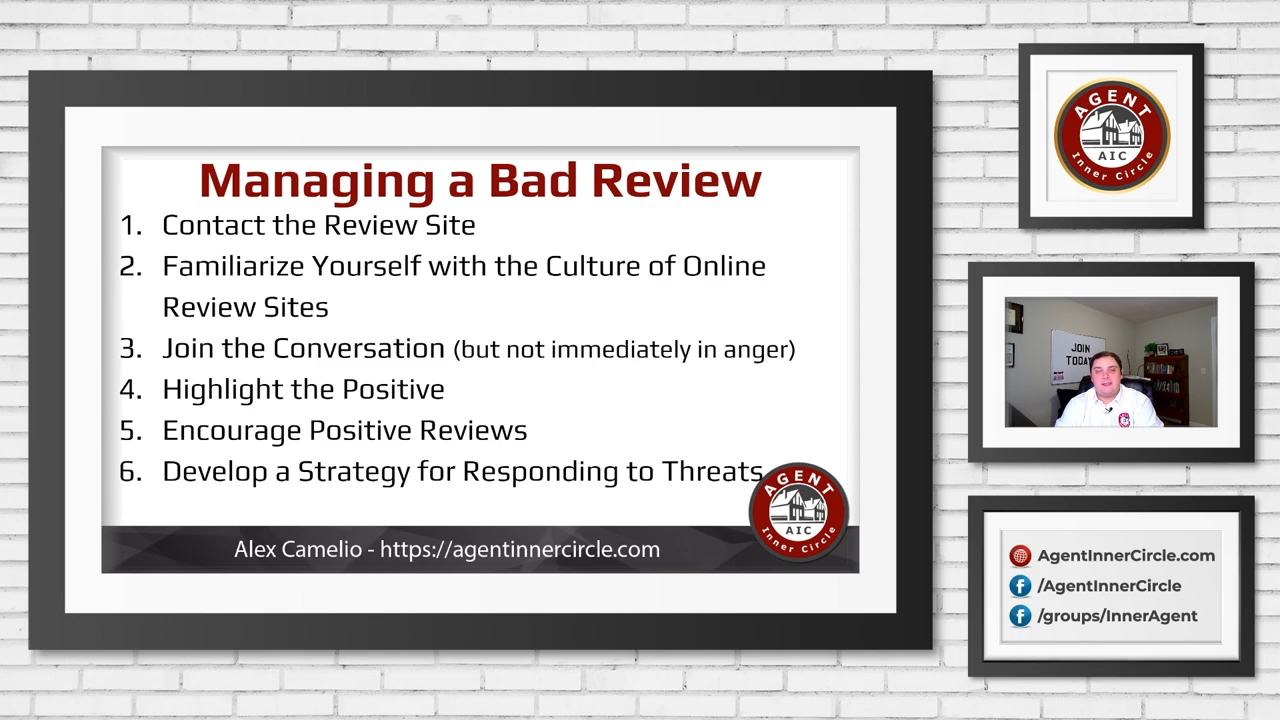 Managing a Bad Review
1. Contact the Review Site
2. Familiarize Yourself with the Culture of Online
Review Sites
3. Join the Conversation (but not immediately in anger)
4. Highlight the Positive
5. Encourage Positive Reviews
6. Develop a Strategy for Responding to Threats
AGENT
AIC
Inner Circle
Alex Camelio - https://agentinnercircle.com
AGENT
AIC
Inner Circle
JOIN
TODAY
AgentInnerCircle.com
/AgentInnerCircle
/groups/InnerAgent